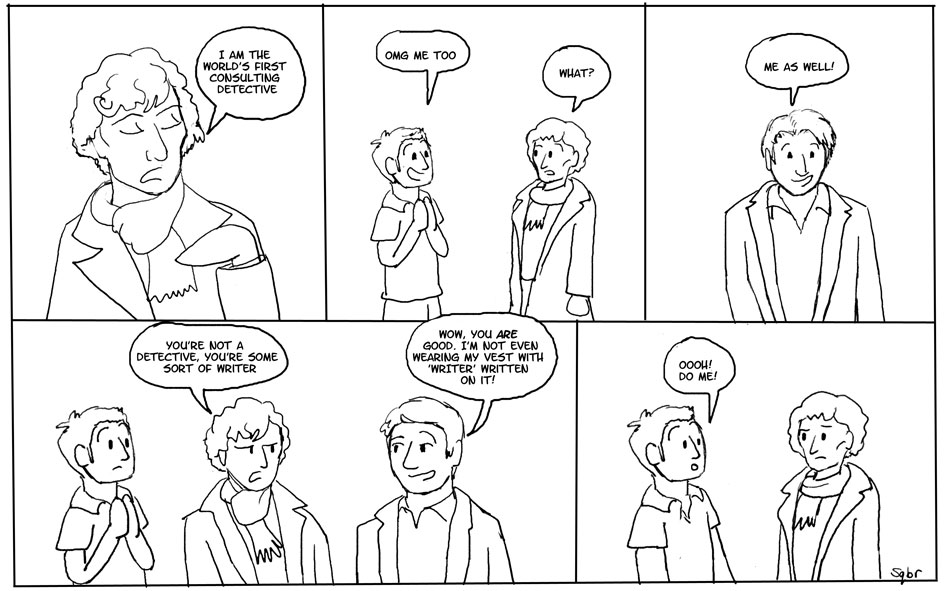 I AM THE
WORLD'S FIRST
CONSULTING
DETECTIVE
OMG ME TOO
WHAT?
ME AS WELL!
YOU'RE NOT A
DETECTIVE, YOU'RE SOME
SORT OF WRITER
WOW, YOU ARE
GOOD. I'M NOT EVEN
WEARING MY VEST WITH
'WRITER' WRITTEN
ON IT!
OOOH!
DO ME!
Sqbr